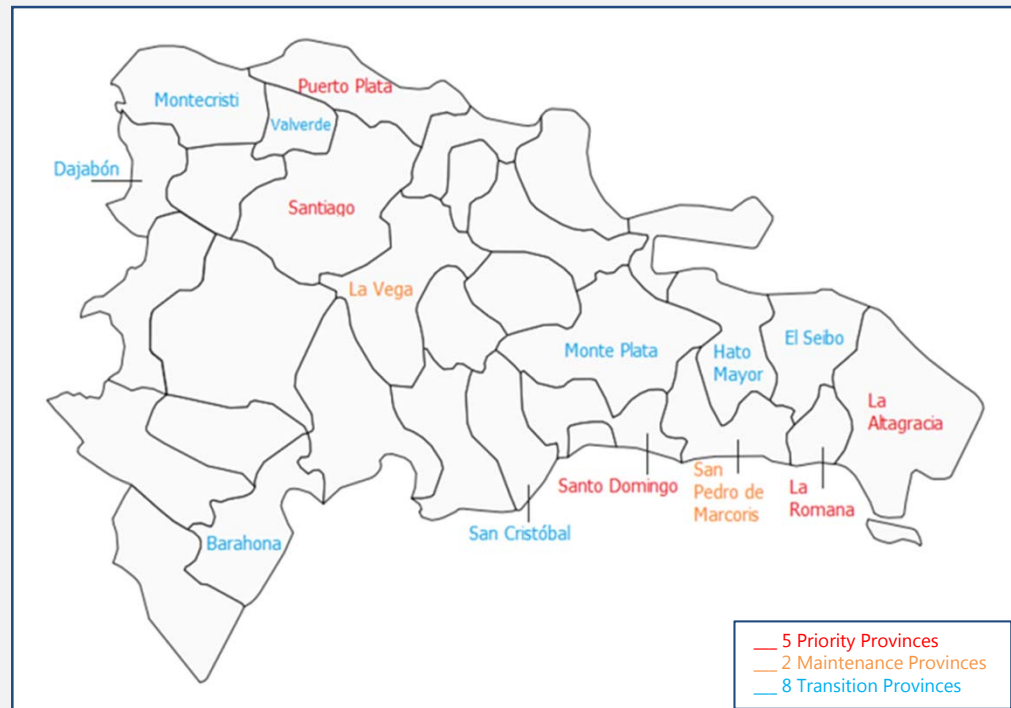 Puerto Plata
Montecristi
Valverde
Dajabón
Santiago
La Vega
Monte Plata
Hato
Mayor
El Seibo
La
Altagracia
Santo Domingo
San
Pedro de
Marcoris
La
Romana
San Cristóbal
Barahona
___ 5 Priority Provinces
___ 2 Maintenance Provinces
___ 8 Transition Provinces